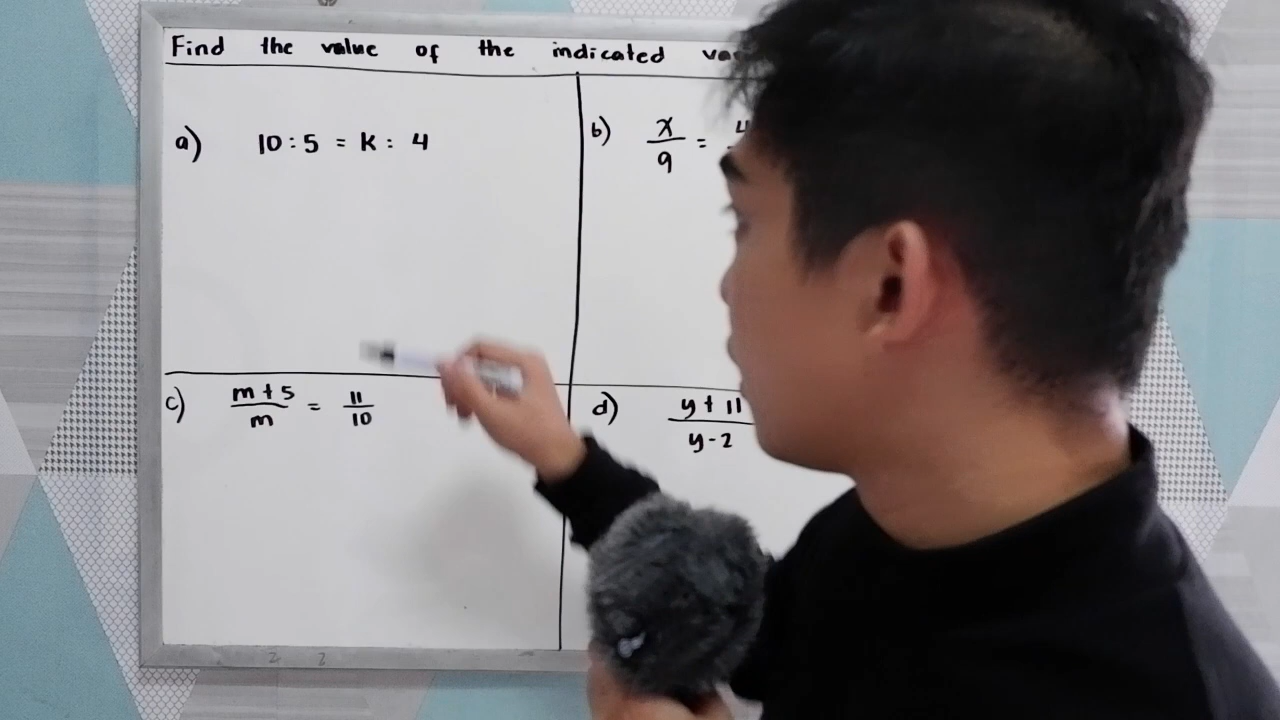 Find the value of the indicated
a) 10 : 5 = k : 4
b) x/9 =
c) m + 5/m = 11/10
d) y + 11/y - 2